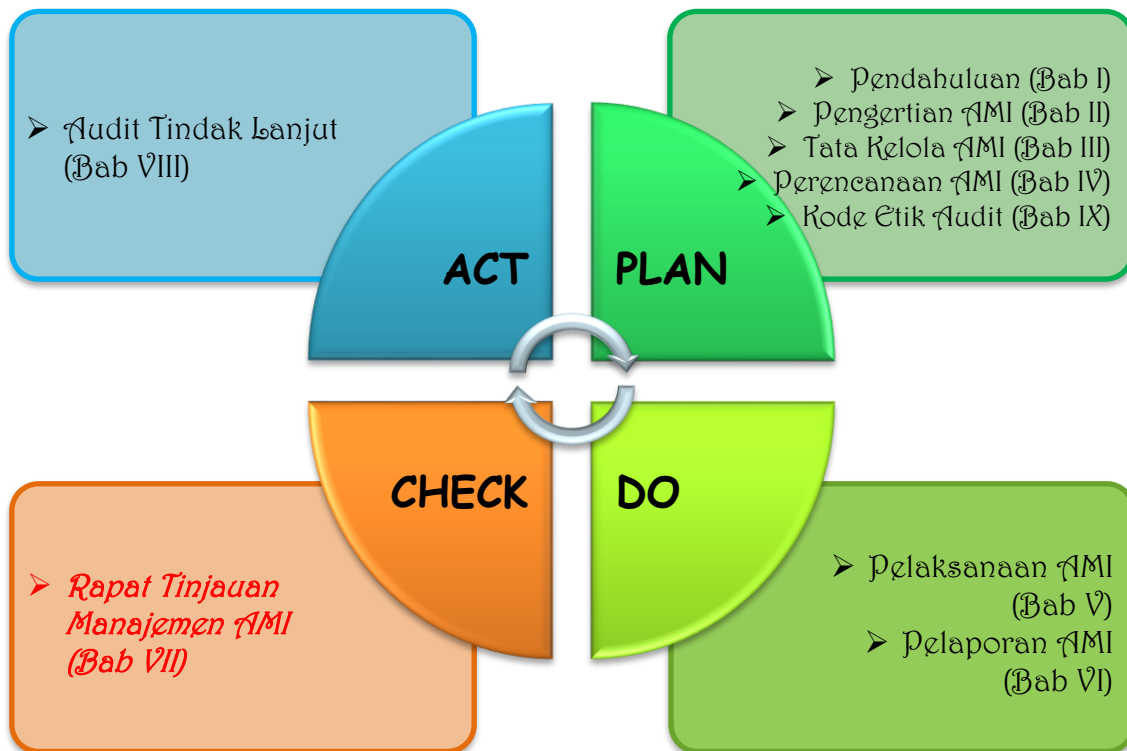 ➢ Audit Tindak Lanjut
(Bab VIII)
ACT
➢ Pendahuluan (Bab I)
➢ Pengertian AMI (Bab II)
➢ Tata Kelola AMI (Bab III)
➢ Perencanaan AMI (Bab IV)
➢ Kode Etik Audit (Bab IX)
PLAN
CHECK
➢ Rapat Tinjauan
Manajemen AMI
(Bab VII)
DO
➢ Pelaksanaan AMI
(Bab V)
➢ Pelaporan AMI
(Bab VI)